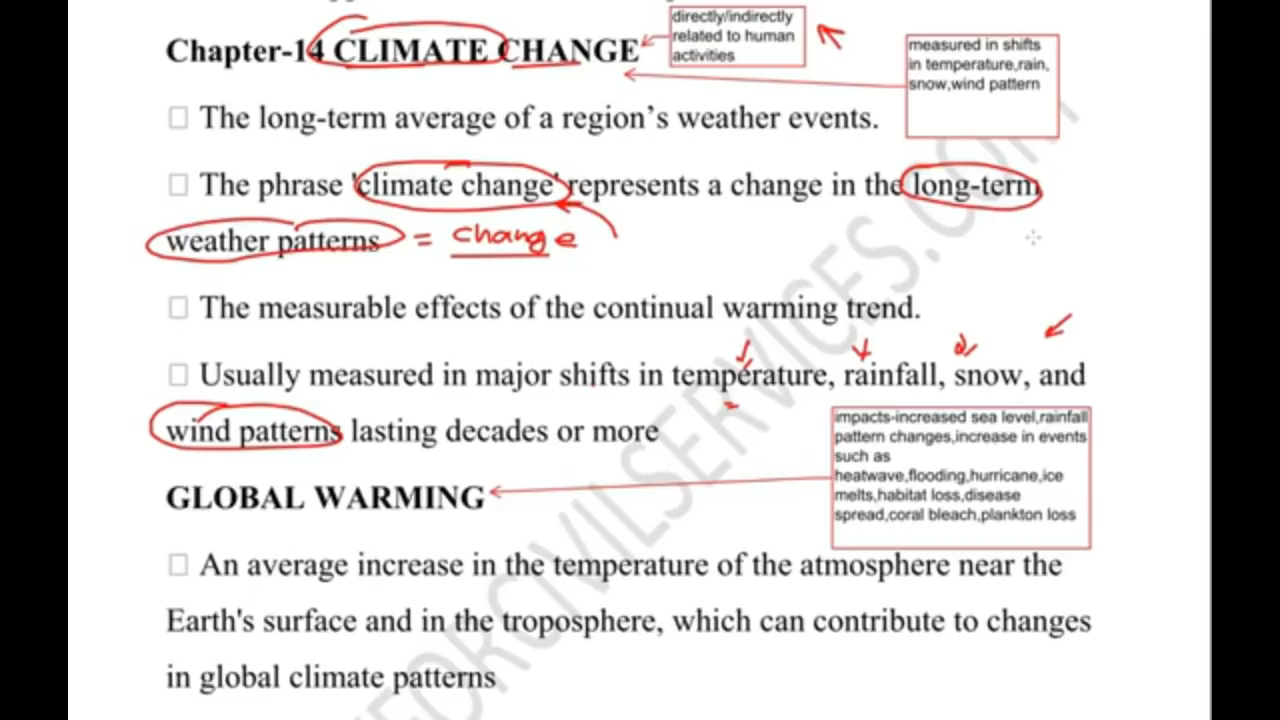 directly/indirectly
related to human
activities
Chapter-14 CLIMATE CHANGE
measured in shifts
in temperature,rain,
snow,wind pattern
The long-term average of a region's weather events.
The phrase 'climate change' represents a change in the long-term
weather patterns = change
The measurable effects of the continual warming trend.
Usually measured in major shifts in temperature, rainfall, snow, and
wind patterns lasting decades or more
impacts-increased sea level,rainfall
pattern changes,increase in events
such as
heatwave,flooding,hurricane,ice
melts,habitat loss,disease
spread,coral bleach,plankton loss
GLOBAL WARMING
An average increase in the temperature of the atmosphere near the
Earth's surface and in the troposphere, which can contribute to changes
in global climate patterns
FORCIVILSERVICES.COM